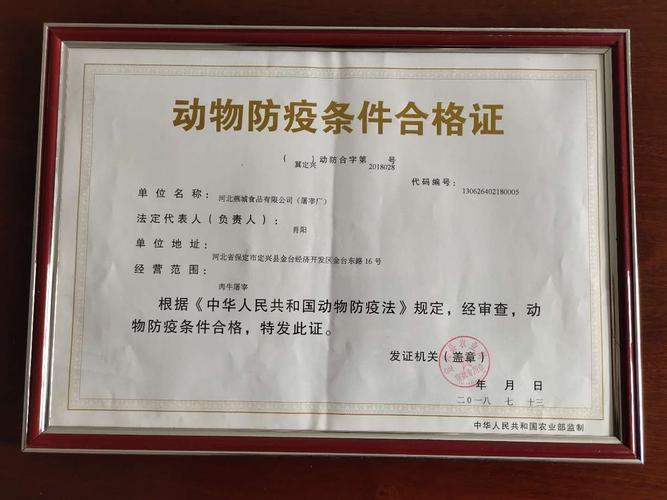 动物防疫条件合格证
（冀定兴）动防合字第2018028号
代码编号：130626402180005
单位名称：河北燕城食品有限公司（屠宰厂）
法定代表人（负责人）：肖阳
单位地址：河北省保定市定兴县金台经济开发区金台东路16号
经营范围：肉牛屠宰
根据《中华人民共和国动物防疫法》规定，经审查，动
物防疫条件合格，特发此证。
发证机关（盖章）
年 月 日
二〇一八 七 十三
中华人民共和国农业部监制